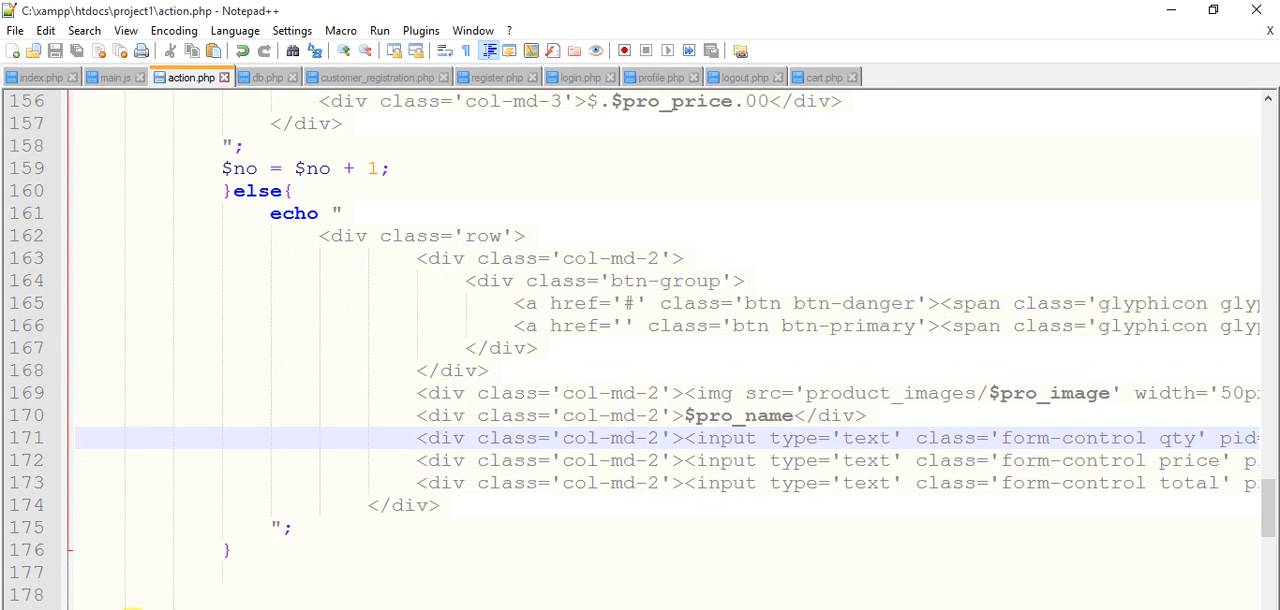 C:\xampp\htdocs\project1\action.php - Notepad++
File Edit Search View Encoding Language Settings Macro Run Plugins Window ? X
index.php main.js action.php db.php customer_registration.php register.php login.php profile.php logout.php cart.php
156 <div class='col-md-3'>$.$pro_price.00</div>
157 </div>
158 ";
159 $no = $no + 1;
160 }else{
161 echo "
162 <div class='row'>
163 <div class='col-md-2'>
164 <div class='btn-group'>
165 <a href='#' class='btn btn-danger'><span class='glyphicon gly
166 <a href='' class='btn btn-primary'><span class='glyphicon gly
167 </div>
168 </div>
169 <div class='col-md-2'><img src='product_images/$pro_image' width='50p
170 <div class='col-md-2'>$pro_name</div>
171 <div class='col-md-2'><input type='text' class='form-control qty' pid
172 <div class='col-md-2'><input type='text' class='form-control price' p
173 <div class='col-md-2'><input type='text' class='form-control total' p
174 </div>
175 ";
176 }
177
178